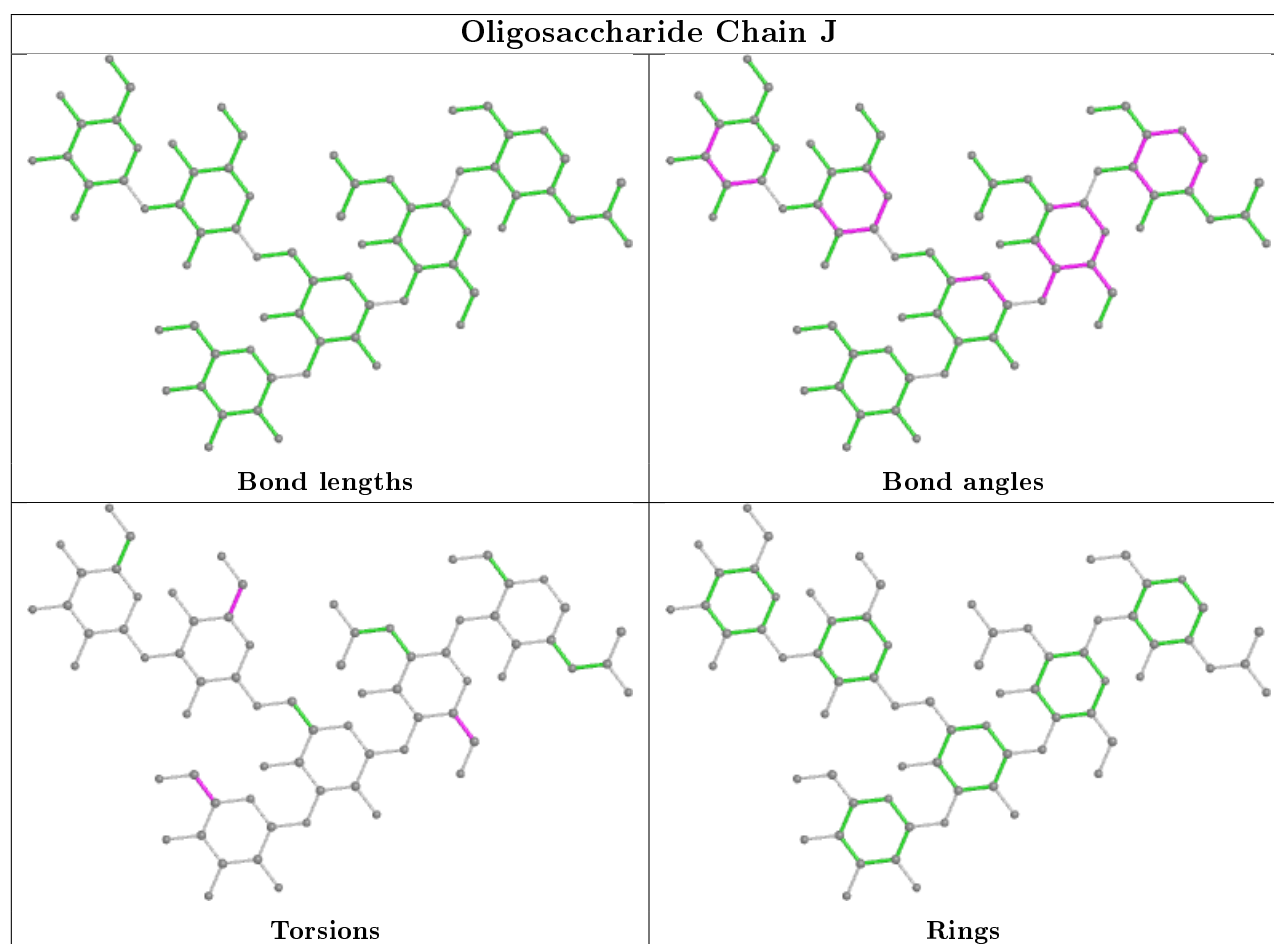 Oligosaccharide Chain J
Bond lengths
Bond angles
Torsions
Rings